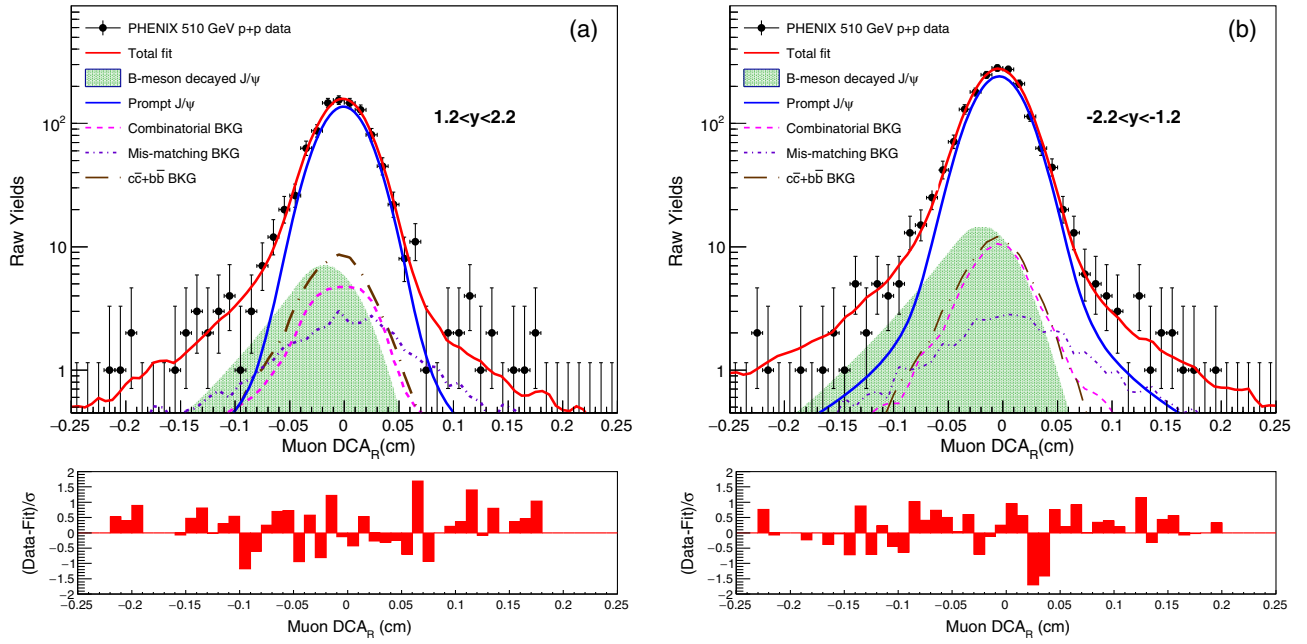 (a)
PHENIX 510 GeV p+p data
Total fit
B-meson decayed J/ψ
Prompt J/ψ
Combinatorial BKG
Mis-matching BKG
cc̄+bb̄ BKG
1.2<y<2.2
Raw Yields
10²
10
1
−0.25 −0.2 −0.15 −0.1 −0.05 0 0.05 0.1 0.15 0.2 0.25
Muon DCA_R(cm)
(Data-Fit)/σ
2
1.5
1
0.5
0
−0.5
−1
−1.5
−2
−0.25 −0.2 −0.15 −0.1 −0.05 0 0.05 0.1 0.15 0.2 0.25
Muon DCA_R (cm)
(b)
PHENIX 510 GeV p+p data
Total fit
B-meson decayed J/ψ
Prompt J/ψ
Combinatorial BKG
Mis-matching BKG
cc̄+bb̄ BKG
-2.2<y<-1.2
Raw Yields
10²
10
1
−0.25 −0.2 −0.15 −0.1 −0.05 0 0.05 0.1 0.15 0.2 0.25
Muon DCA_R(cm)
(Data-Fit)/σ
2
1.5
1
0.5
0
−0.5
−1
−1.5
−2
−0.25 −0.2 −0.15 −0.1 −0.05 0 0.05 0.1 0.15 0.2 0.25
Muon DCA_R (cm)